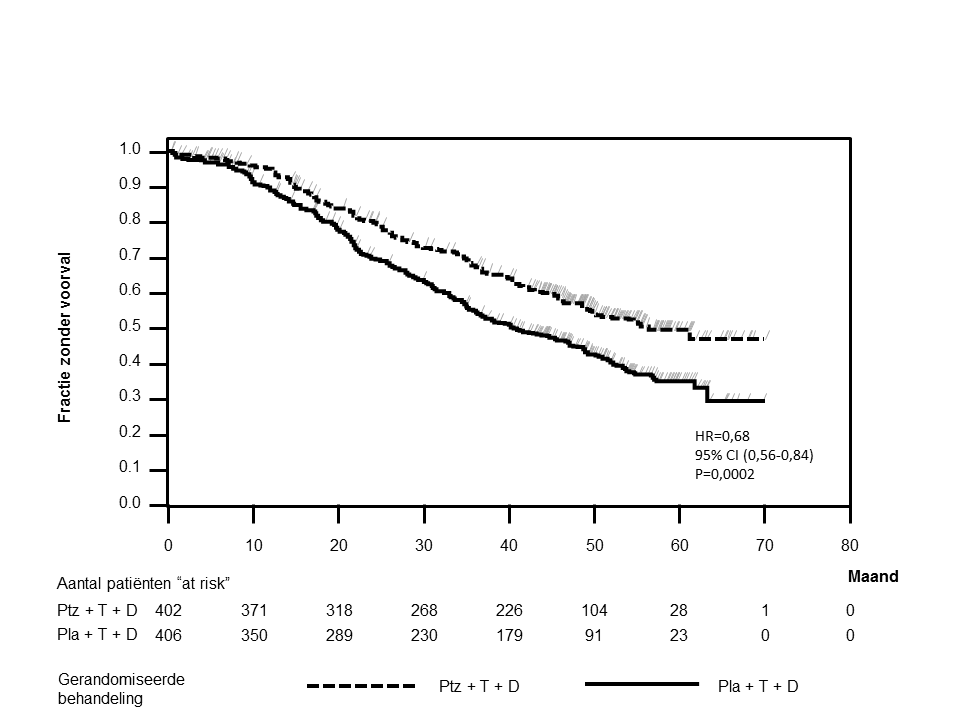 Fractie zonder voorval
1.0
0.9
0.8
0.7
0.6
0.5
0.4
0.3
0.2
0.1
0.0
HR=0,68
95% CI (0,56-0,84)
P=0,0002
0 10 20 30 40 50 60 70 80
Maand
Aantal patiënten “at risk”
Ptz + T + D 402 371 318 268 226 104 28 1 0
Pla + T + D 406 350 289 230 179 91 23 0 0
Gerandomiseerde
behandeling
Ptz + T + D Pla + T + D